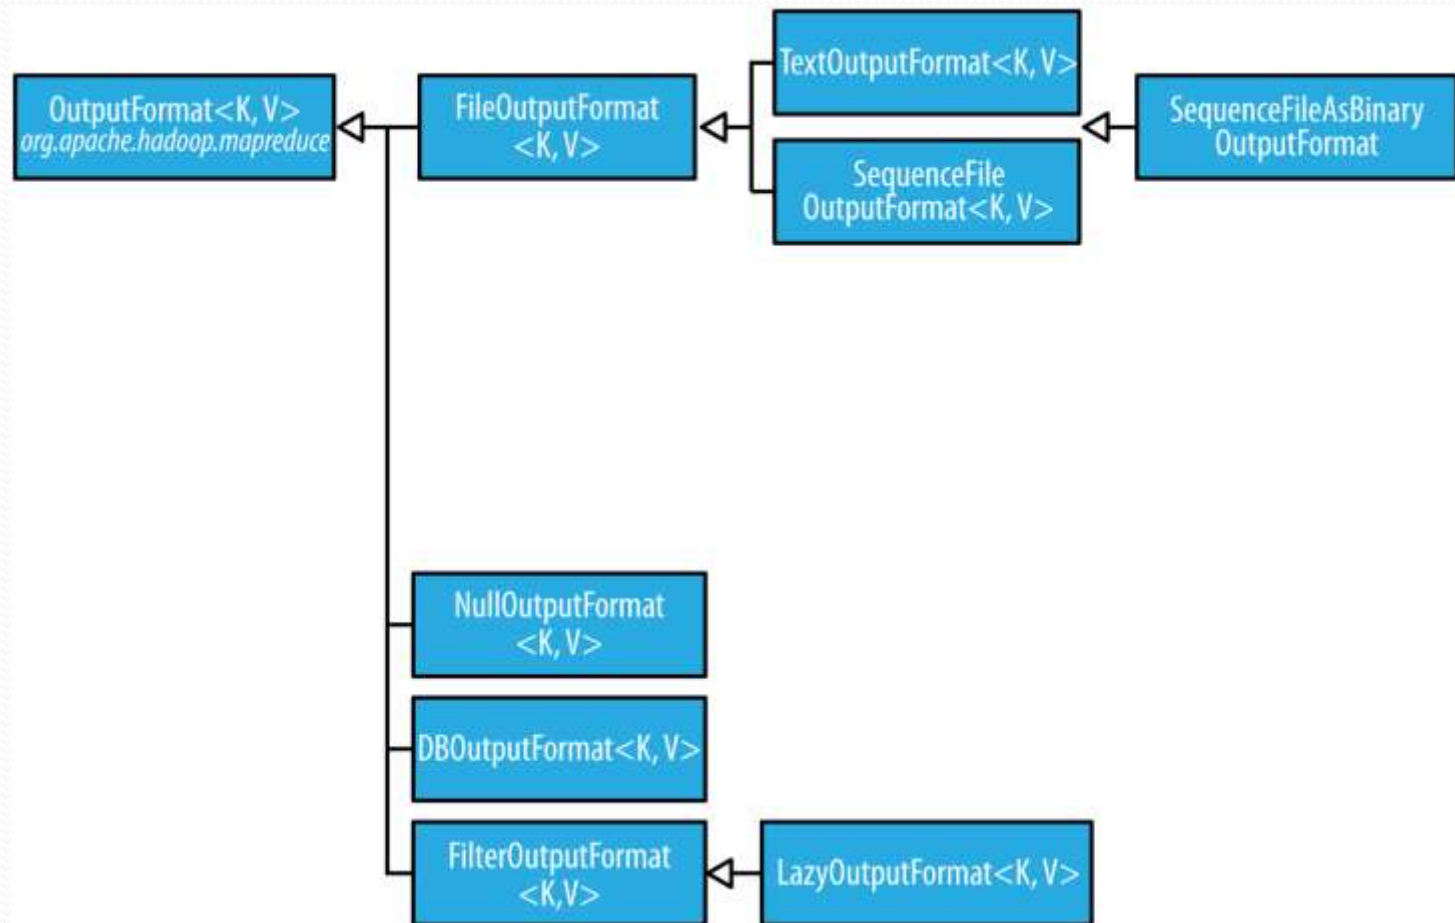 OutputFormat<K, V>
org.apache.hadoop.mapreduce
FileOutputFormat
<K, V>
TextOutputFormat<K, V>
SequenceFile
OutputFormat<K, V>
SequenceFileAsBinary
OutputFormat
NullOutputFormat
<K, V>
DBOutputFormat<K, V>
FilterOutputFormat
<K,V>
LazyOutputFormat<K, V>